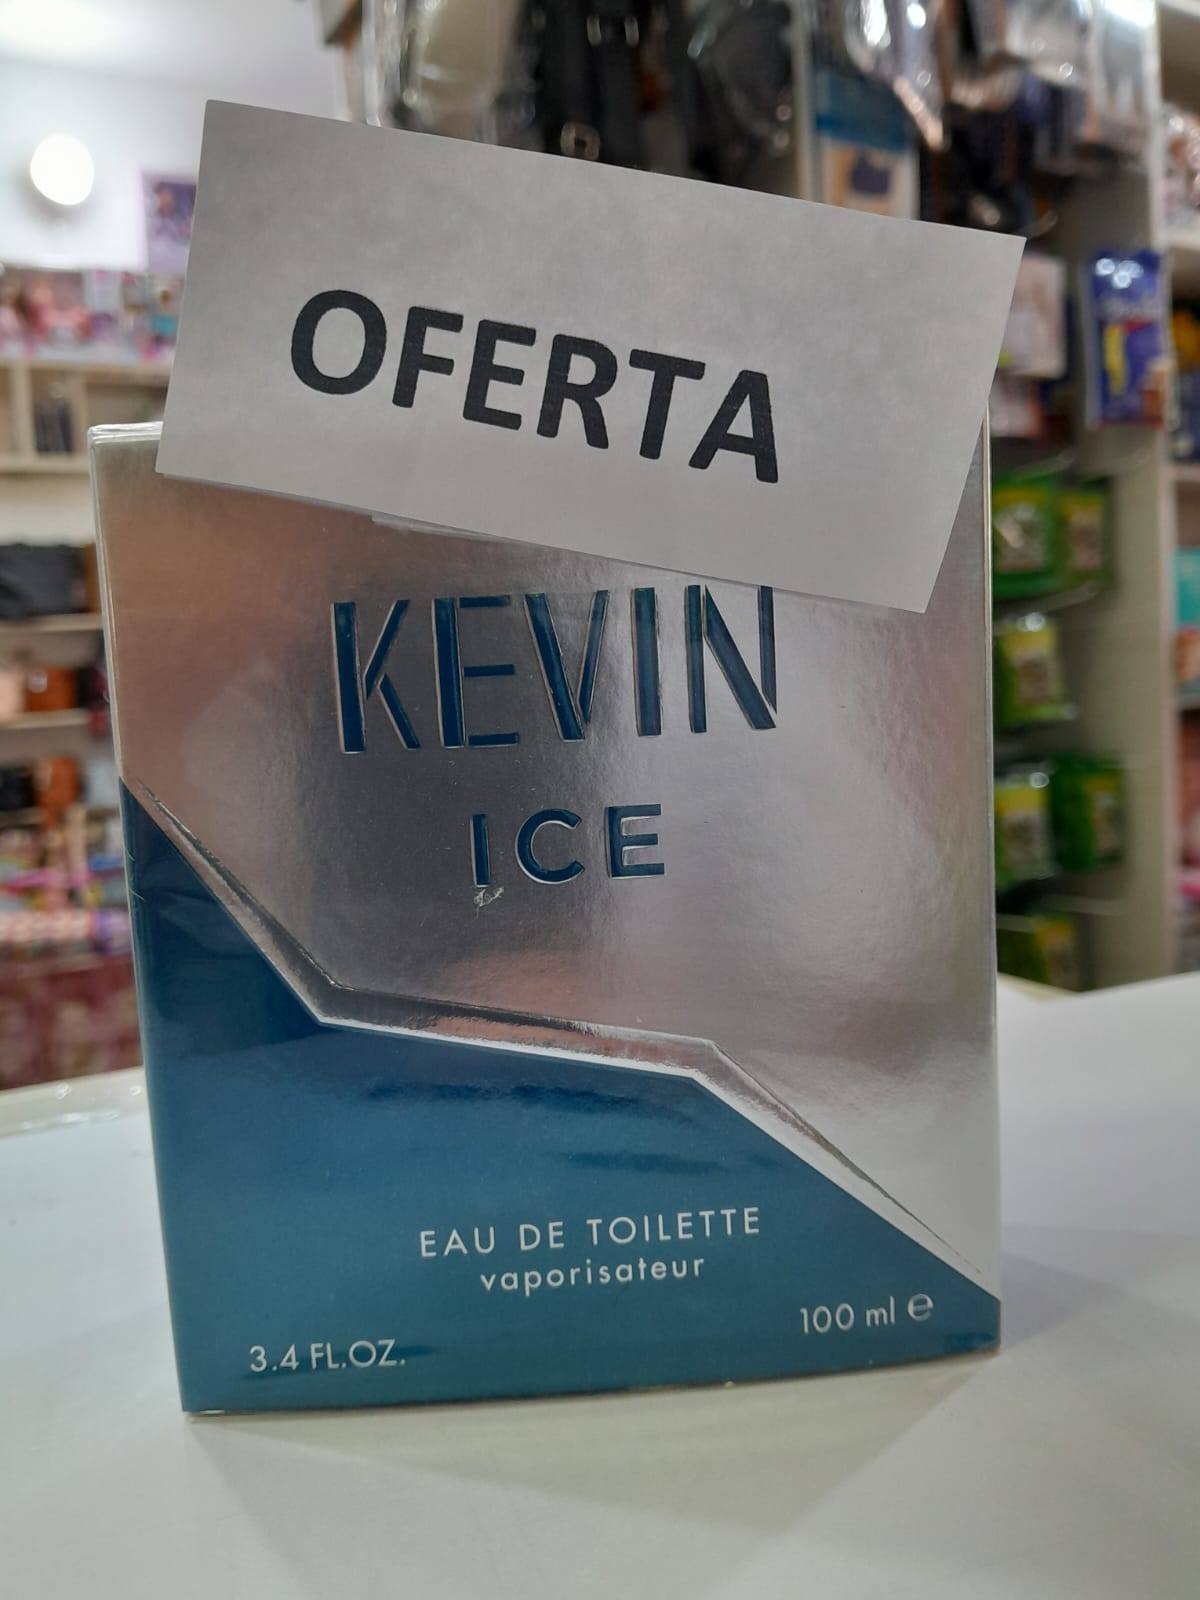 OFERTA
KEVIN
ICE
EAU DE TOILETTE
vaporisateur
100 ml ℮
3.4 FL.OZ.